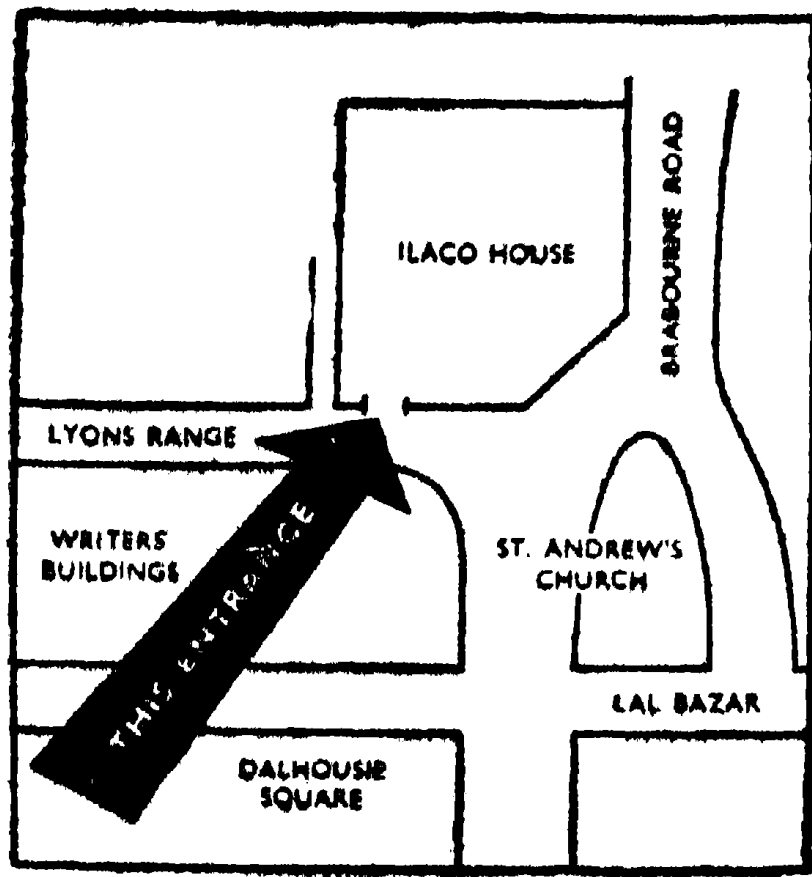 ILACO HOUSE
BRABOURNE ROAD
LYONS RANGE
THIS ENTRANCE
WRITERS'
BUILDINGS
ST. ANDREW'S
CHURCH
LAL BAZAR
DALHOUSIE
SQUARE